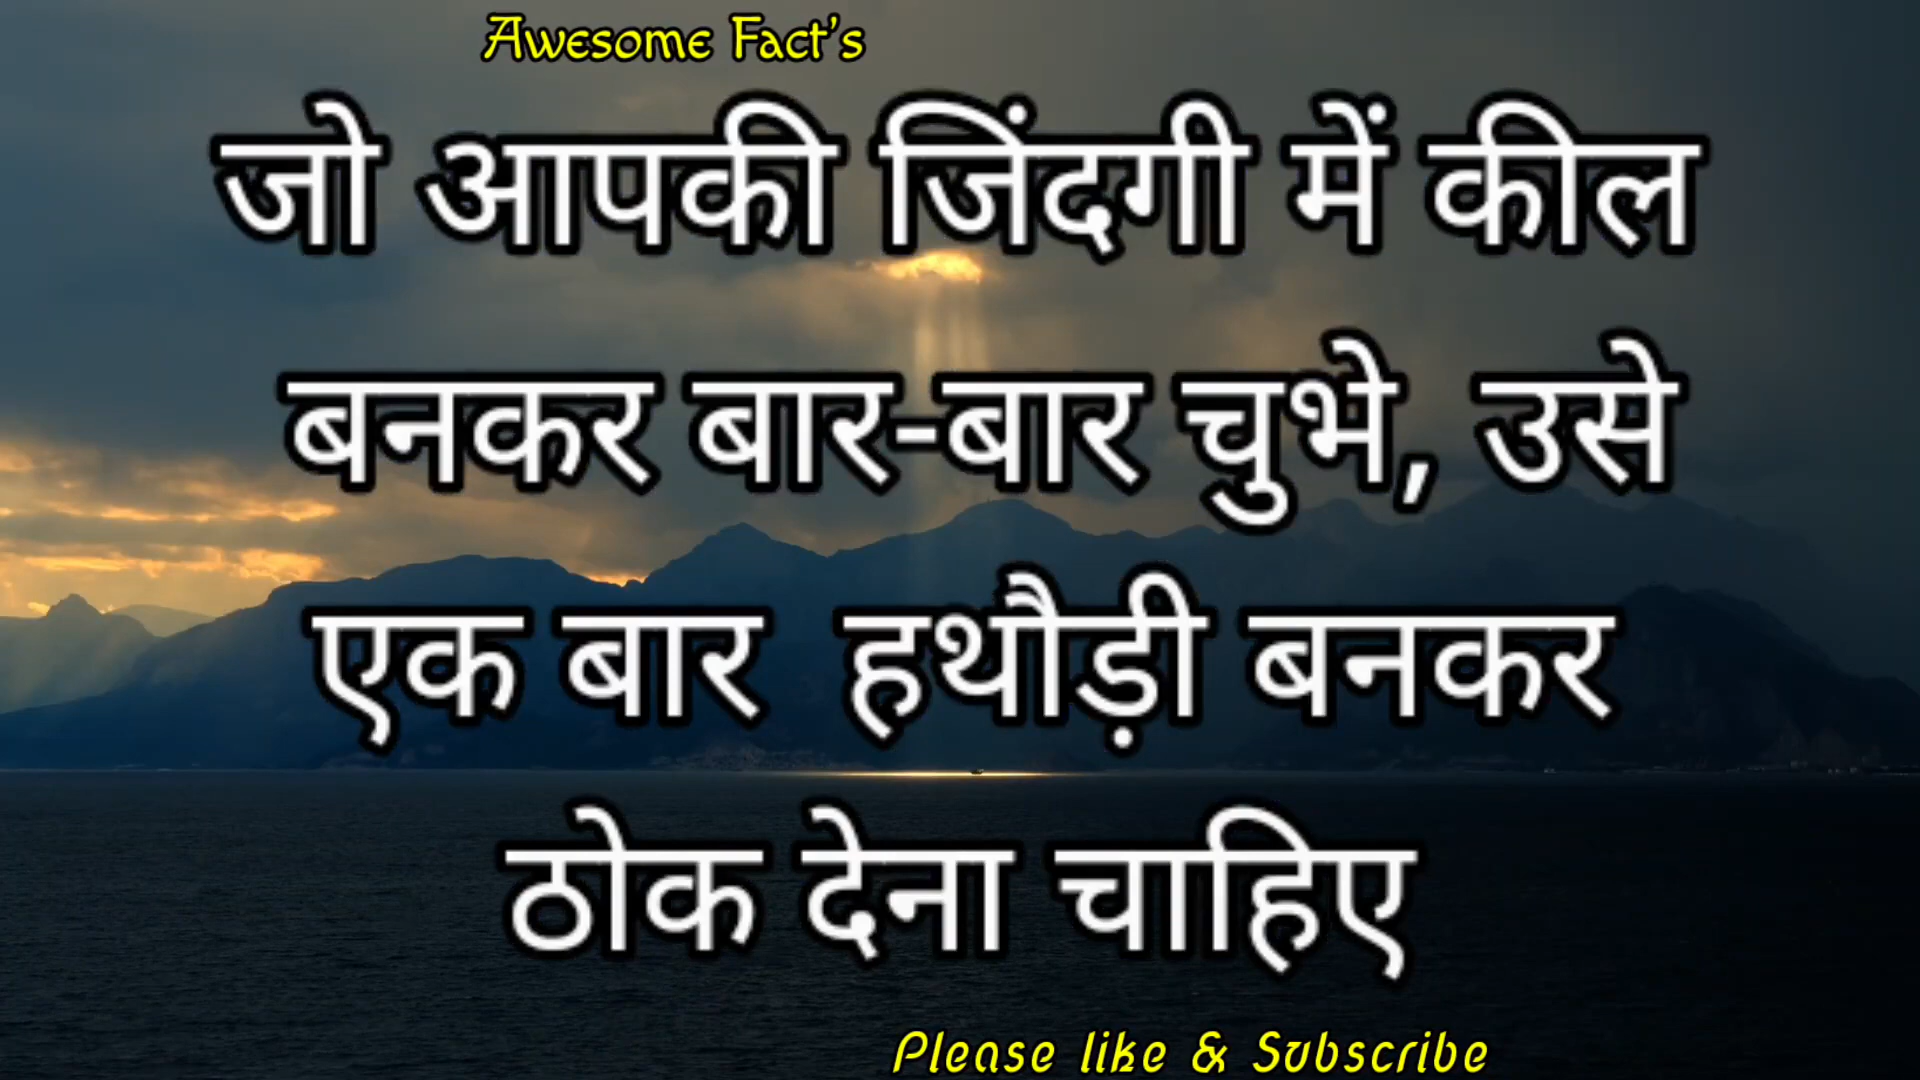 Awesome Fact's
जो आपकी जिंदगी में कील
बनकर बार-बार चुभे, उसे
एक बार हथौड़ी बनकर
ठोक देना चाहिए
Please like & Subscribe